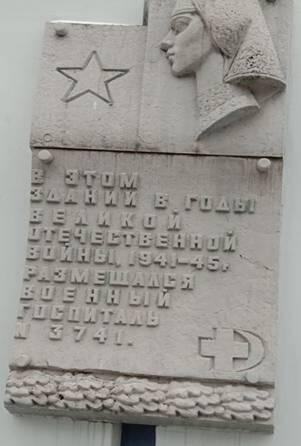 В ЭТОМ
ЗДАНИИ В ГОДЫ
ВЕЛИКОЙ
ОТЕЧЕСТВЕННОЙ
ВОЙНЫ, 1941-45г.
РАЗМЕЩАЛСЯ
ВОЕННЫЙ
ГОСПИТАЛЬ
N 3741.